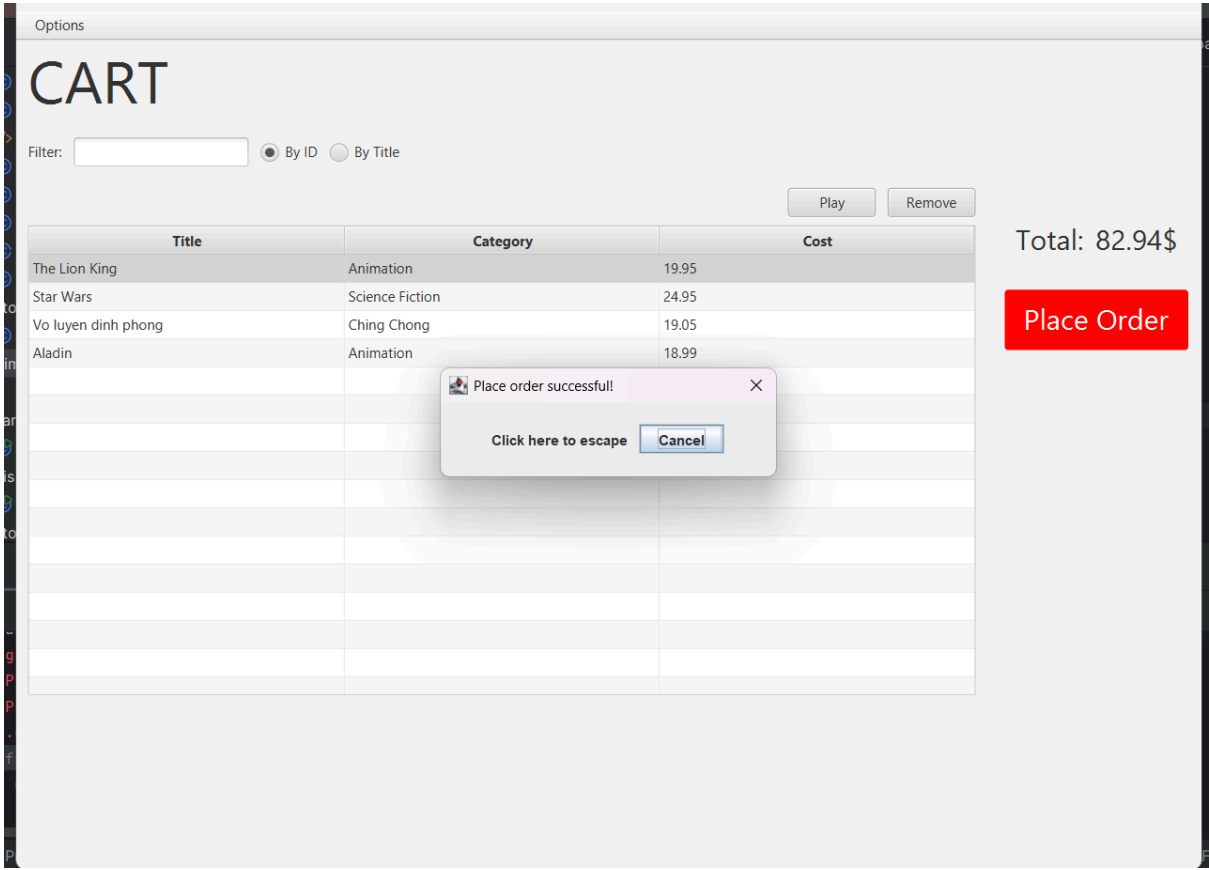 Options
CART
Filter: By ID By Title
Play Remove
Title Category Cost
Total: 82.94$
The Lion King Animation 19.95
Star Wars Science Fiction 24.95
Place Order
Vo luyen dinh phong Ching Chong 19.05
Aladin Animation 18.99
Place order successful!
Click here to escape Cancel